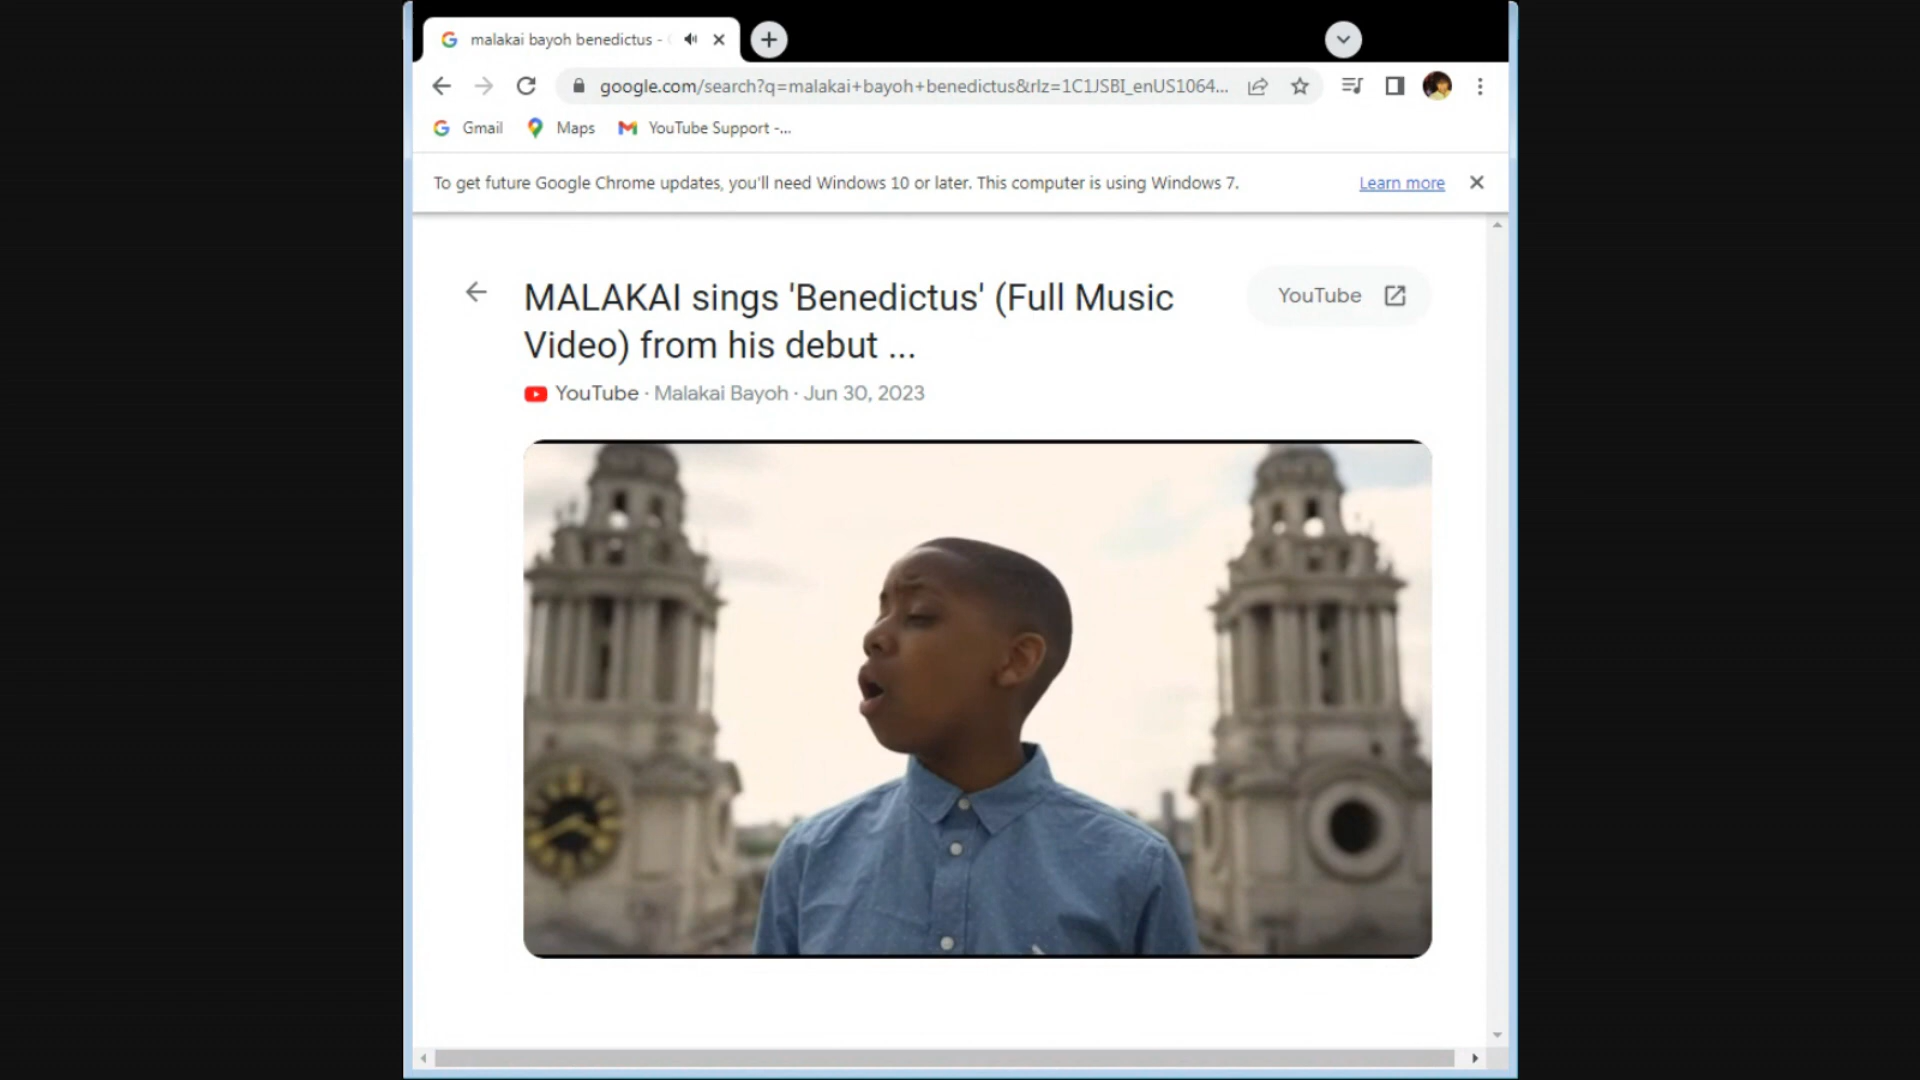 malakai bayoh benedictus -
google.com/search?q=malakai+bayoh+benedictus&rlz=1C1JSBI_enUS1064...
Gmail Maps YouTube Support -...
To get future Google Chrome updates, you'll need Windows 10 or later. This computer is using Windows 7. Learn more
MALAKAI sings 'Benedictus' (Full Music
Video) from his debut ...
YouTube
YouTube · Malakai Bayoh · Jun 30, 2023